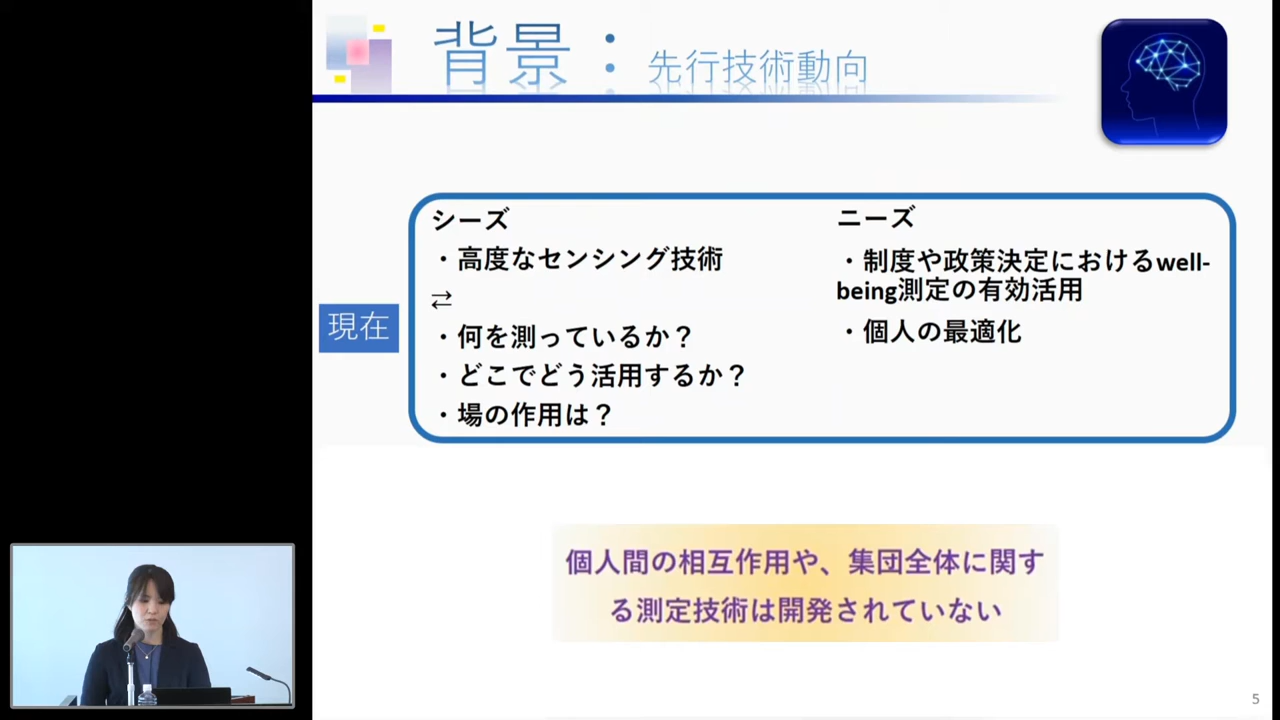 背景：先行技術動向
現在
シーズ
・高度なセンシング技術
⇄
・何を測っているか？
・どこでどう活用するか？
・場の作用は？
ニーズ
・制度や政策決定におけるwell-
being測定の有効活用
・個人の最適化
個人間の相互作用や、集団全体に関す
る測定技術は開発されていない
5